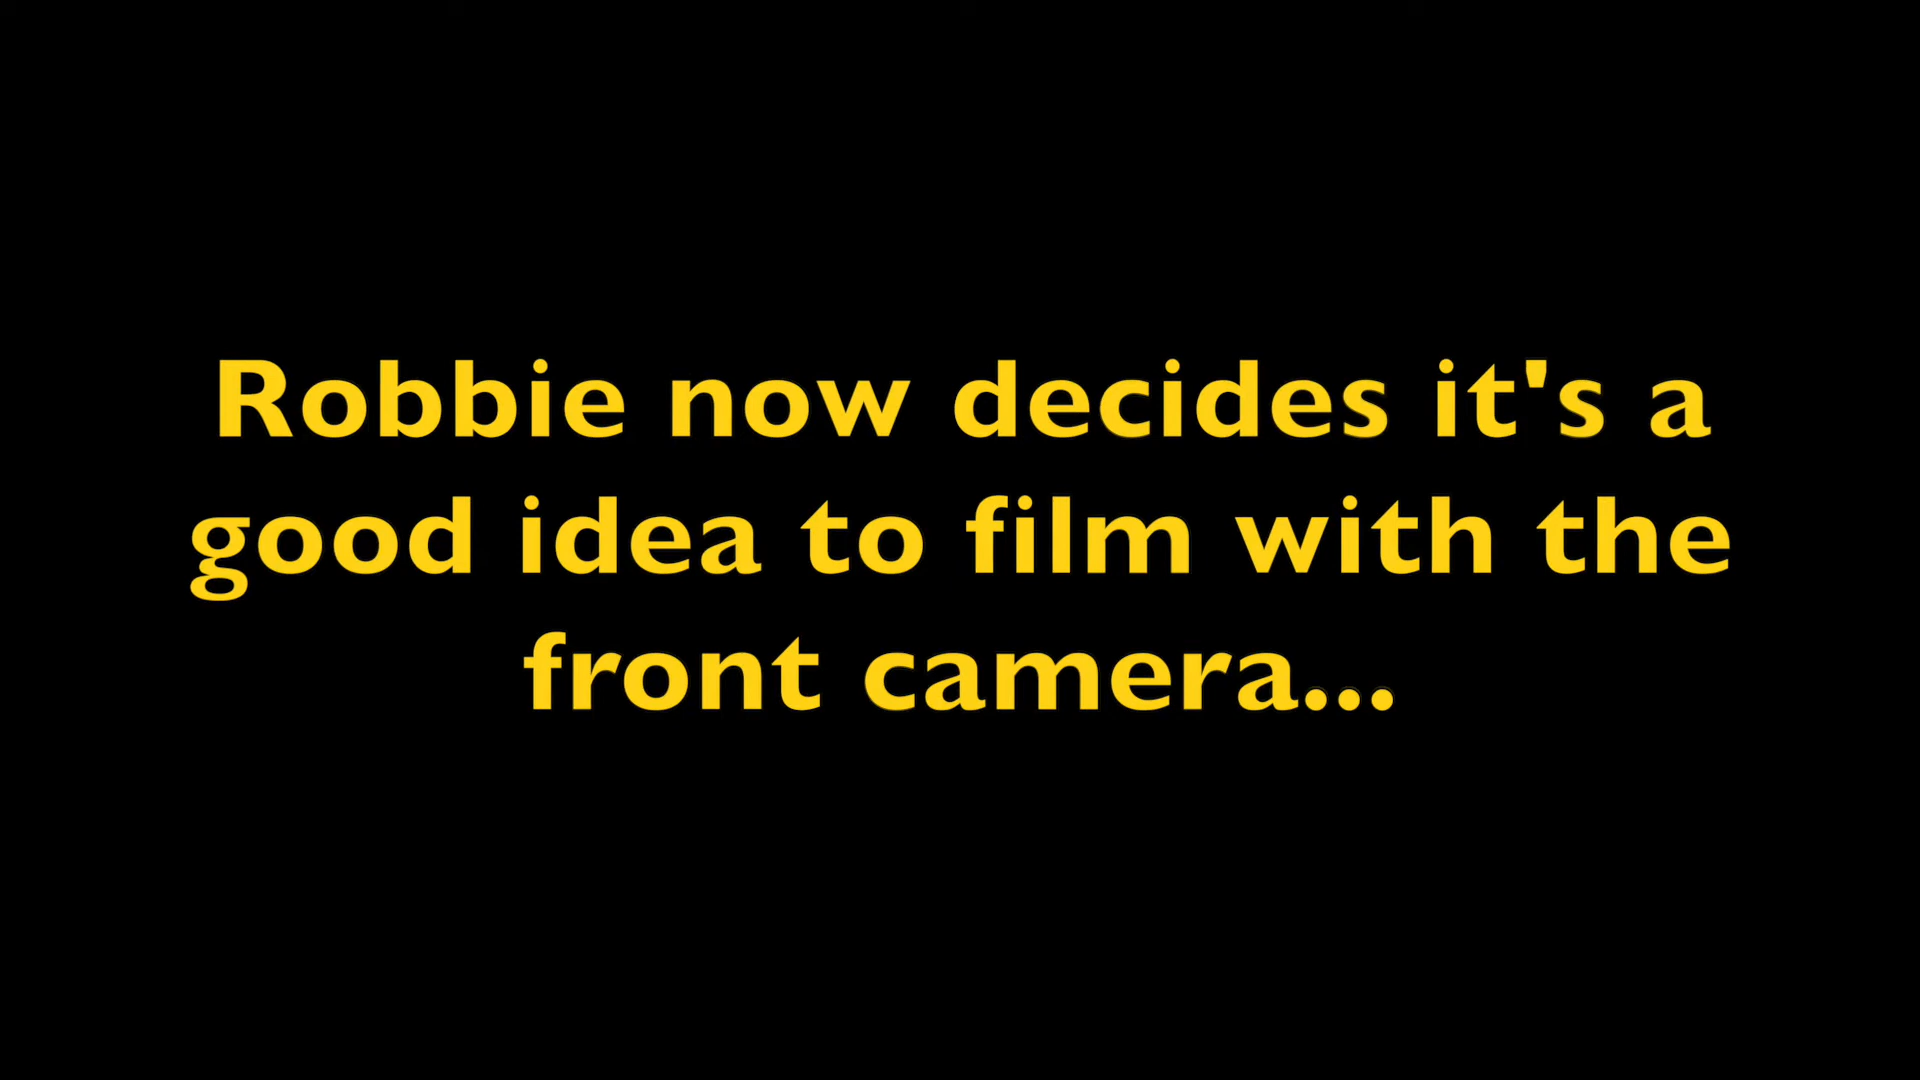 Robbie now decides it's a
good idea to film with the
front camera...